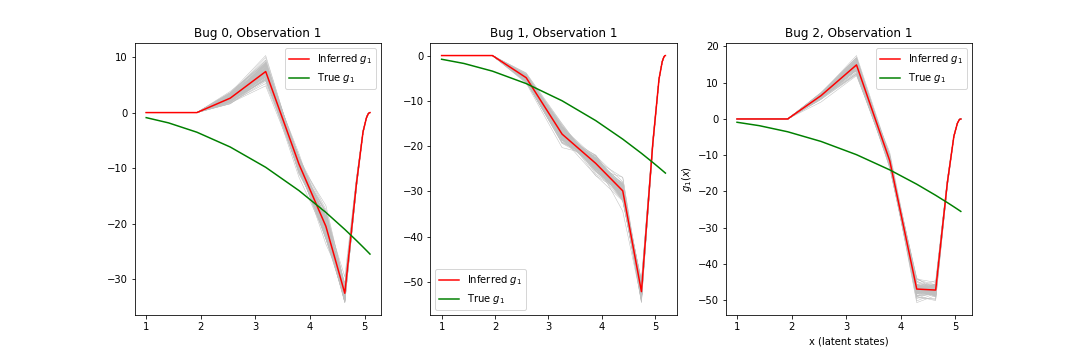 Bug 0, Observation 1
10
0
−10
−20
−30
1 2 3 4 5
Inferred g₁
True g₁
Bug 1, Observation 1
0
−10
−20
−30
−40
−50
1 2 3 4 5
Inferred g₁
True g₁
Bug 2, Observation 1
g₁(x)
20
10
0
−10
−20
−30
−40
−50
1 2 3 4 5
x (latent states)
Inferred g₁
True g₁